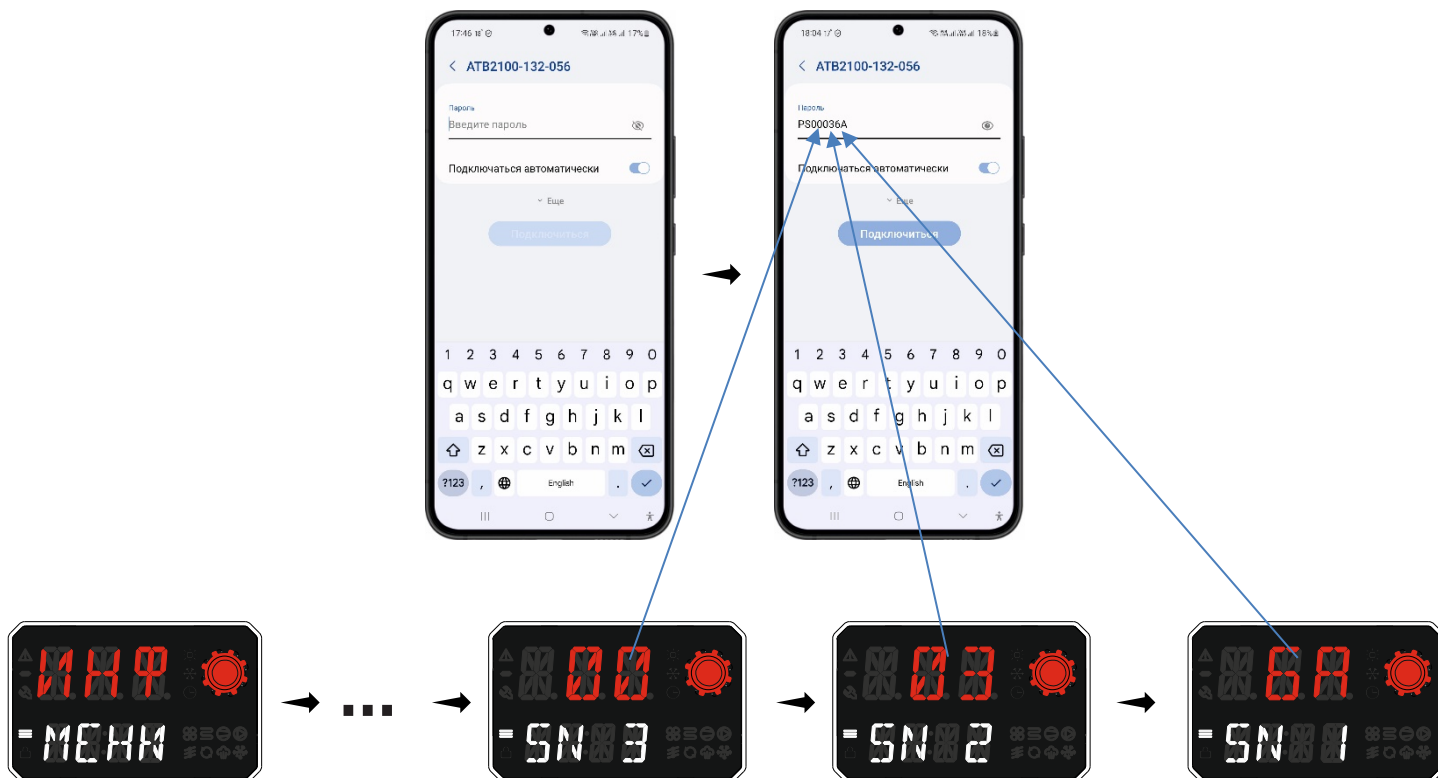 17:46
17%
ATB2100-132-056
Пароль
Введите пароль
Подключаться автоматически
Еще
Подключиться
1 2 3 4 5 6 7 8 9 0
q w e r t y u i o p
a s d f g h j k l
z x c v b n m
?123 , English .
18:04
18%
ATB2100-132-056
Пароль
PS00036A
Подключаться автоматически
Еще
Подключиться
1 2 3 4 5 6 7 8 9 0
q w e r t y u i o p
a s d f g h j k l
z x c v b n m
?123 , English .
ИНФ
МЕНЮ
...
00
SN 3
03
SN 2
6A
SN 1